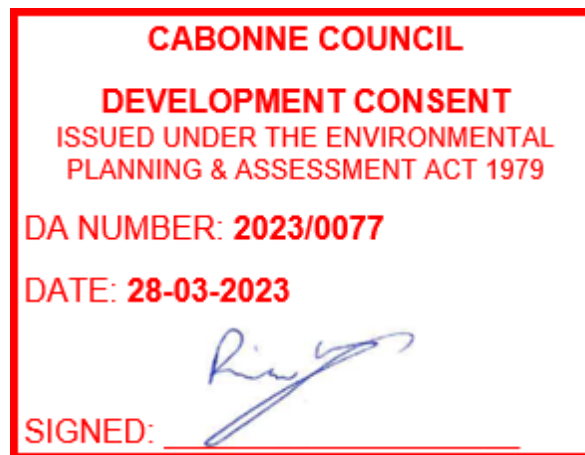 CABONNE COUNCIL
DEVELOPMENT CONSENT
ISSUED UNDER THE ENVIRONMENTAL
PLANNING & ASSESSMENT ACT 1979
DA NUMBER: 2023/0077
DATE: 28-03-2023
SIGNED: